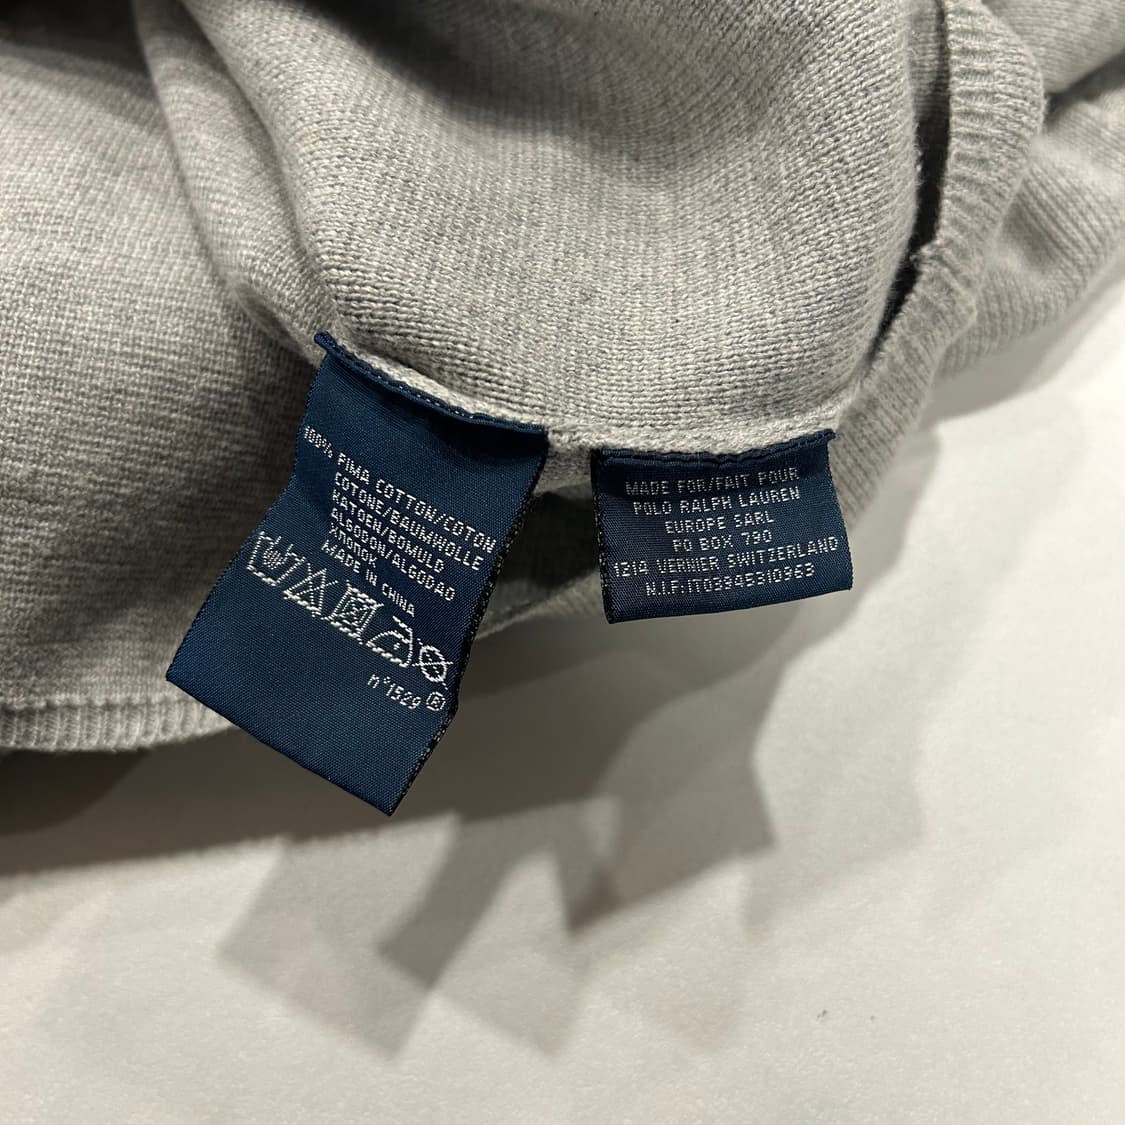 100% PIMA COTTON/COTON
COTONE/BAUMWOLLE
KATOEN/BOMULD
ALGODON/ALGODAO
ΧΛΟΠΟΚ
MADE IN CHINA
n°1529 ®
MADE FOR/FAIT POUR
POLO RALPH LAUREN
EUROPE SARL
PO BOX 790
1214 VERNIER SWITZERLAND
N.I.F:IT03945310963